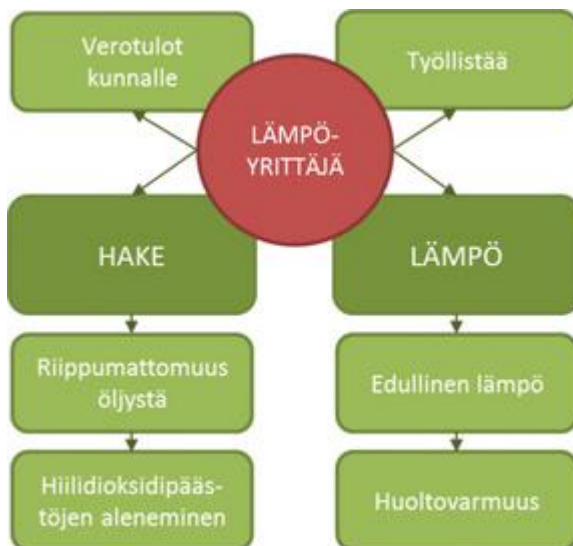 Verotulot
kunnalle
Työllistää
LÄMPÖ-
YRITTÄJÄ
HAKE
LÄMPÖ
Riippumattomuus
öljystä
Edullinen lämpö
Hiilidioksidipääs-
töjen aleneminen
Huoltovarmuus